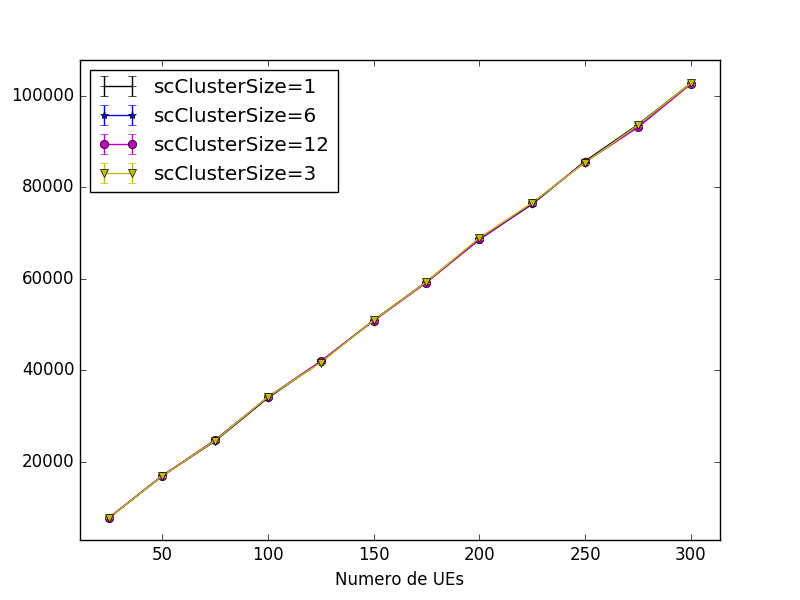 scClusterSize=1
scClusterSize=6
scClusterSize=12
scClusterSize=3
100000
80000
60000
40000
20000
50 100 150 200 250 300
Numero de UEs